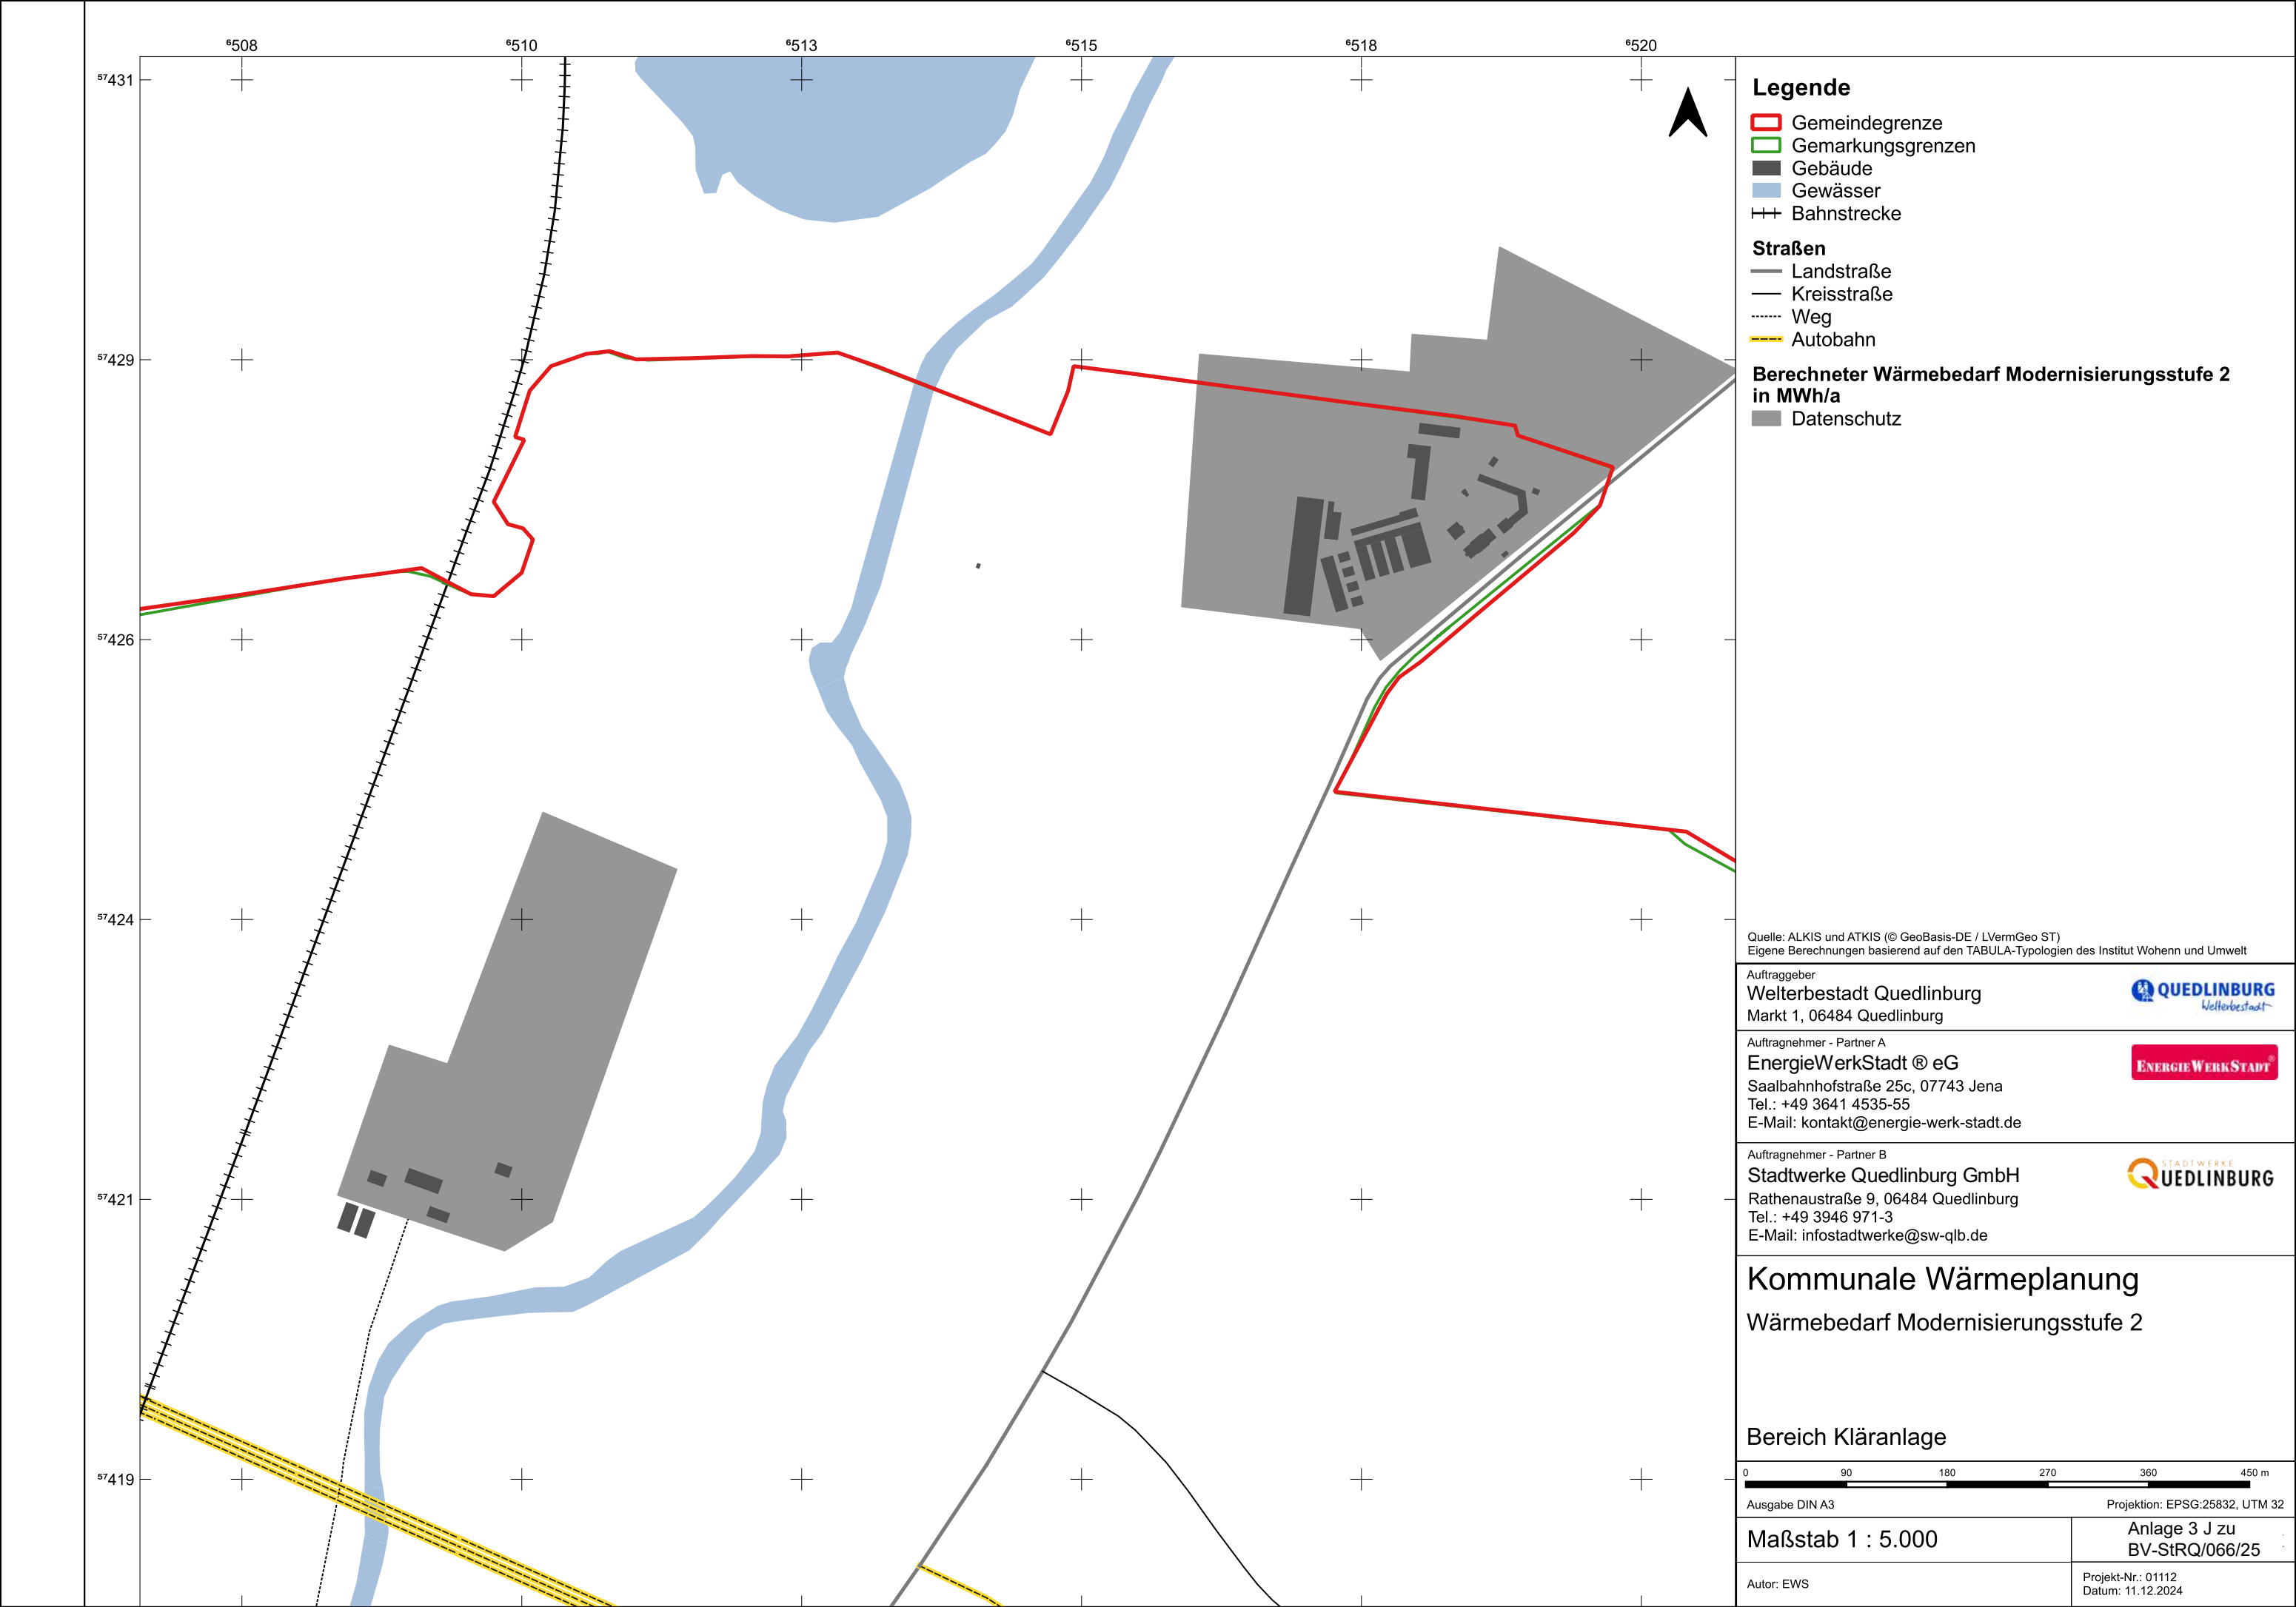 ⁶508 ⁶510 ⁶513 ⁶515 ⁶518 ⁶520
⁵⁷431
⁵⁷429
⁵⁷426
⁵⁷424
⁵⁷421
⁵⁷419
Legende
Gemeindegrenze
Gemarkungsgrenzen
Gebäude
Gewässer
Bahnstrecke
Straßen
Landstraße
Kreisstraße
Weg
Autobahn
Berechneter Wärmebedarf Modernisierungsstufe 2
in MWh/a
Datenschutz
Quelle: ALKIS und ATKIS (© GeoBasis-DE / LVermGeo ST)
Eigene Berechnungen basierend auf den TABULA-Typologien des Institut Wohenn und Umwelt
Auftraggeber
Welterbestadt Quedlinburg
Markt 1, 06484 Quedlinburg
QUEDLINBURG
Welterbestadt
Auftragnehmer - Partner A
EnergieWerkStadt ® eG
Saalbahnhofstraße 25c, 07743 Jena
Tel.: +49 3641 4535-55
E-Mail: kontakt@energie-werk-stadt.de
ENERGIEWERKSTADT®
Auftragnehmer - Partner B
Stadtwerke Quedlinburg GmbH
Rathenaustraße 9, 06484 Quedlinburg
Tel.: +49 3946 971-3
E-Mail: infostadtwerke@sw-qlb.de
STADTWERKE
QUEDLINBURG
Kommunale Wärmeplanung
Wärmebedarf Modernisierungsstufe 2
Bereich Kläranlage
0 90 180 270 360 450 m
Ausgabe DIN A3 Projektion: EPSG:25832, UTM 32
Maßstab 1 : 5.000
Anlage 3 J zu
BV-StRQ/066/25
Autor: EWS
Projekt-Nr.: 01112
Datum: 11.12.2024